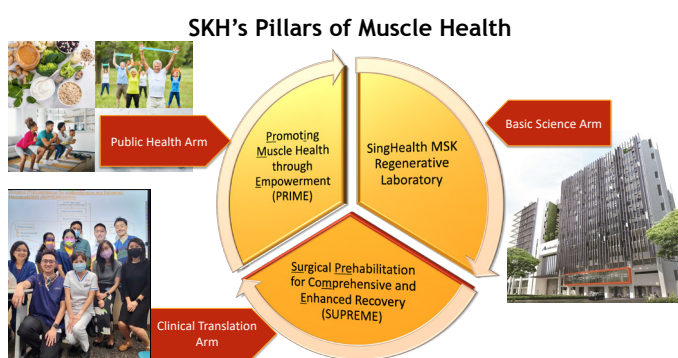 SKH's Pillars of Muscle Health
Public Health Arm
Promoting
Muscle Health
through
Empowerment
(PRIME)
SingHealth MSK
Regenerative
Laboratory
Basic Science Arm
Surgical Prehabilitation
for Comprehensive and
Enhanced Recovery
(SUPREME)
Clinical Translation
Arm